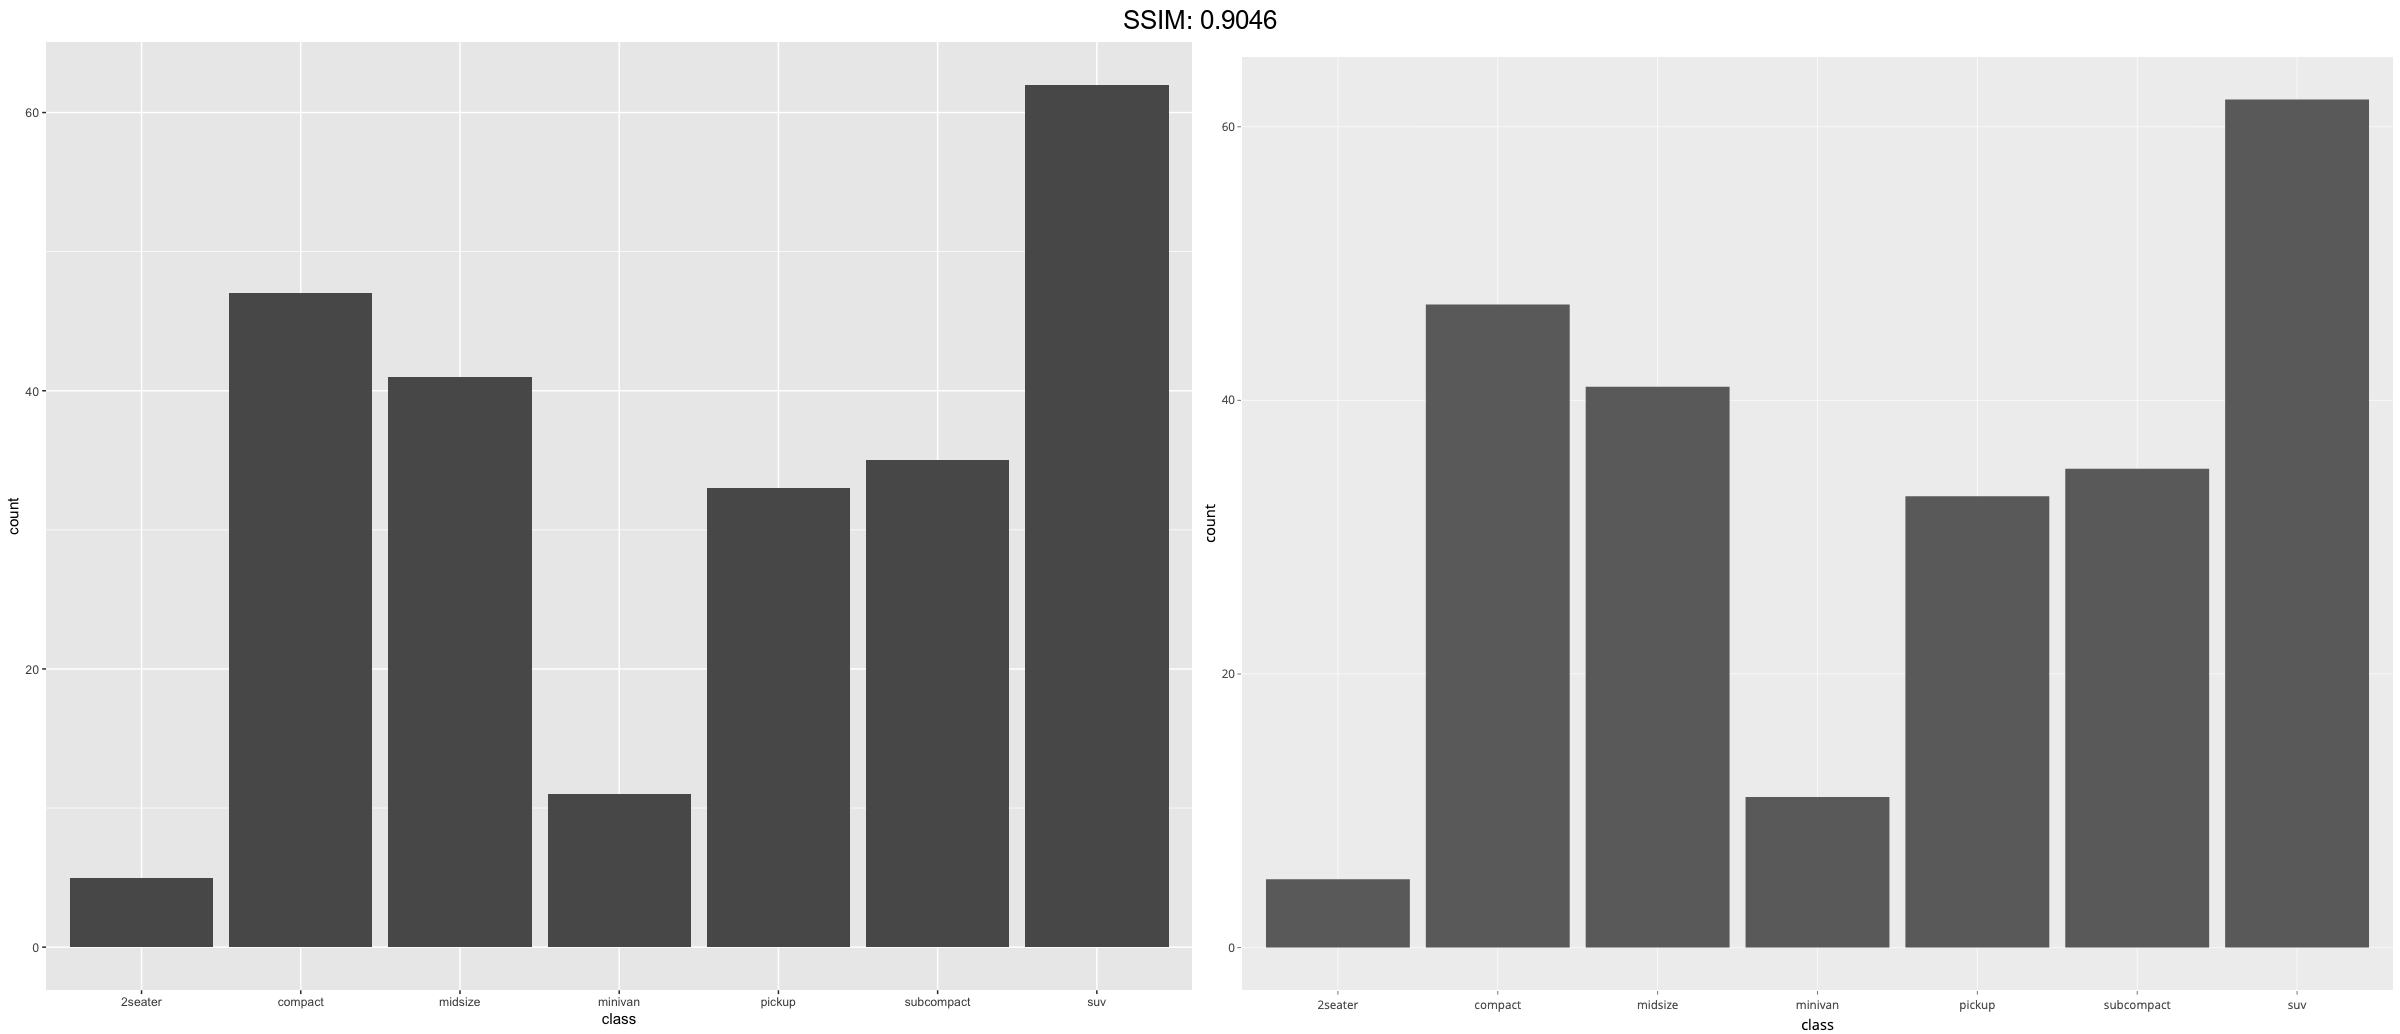 SSIM: 0.9046
count
60
40
20
0
2seater compact midsize minivan pickup subcompact suv
class
count
60
40
20
0
2seater compact midsize minivan pickup subcompact suv
class